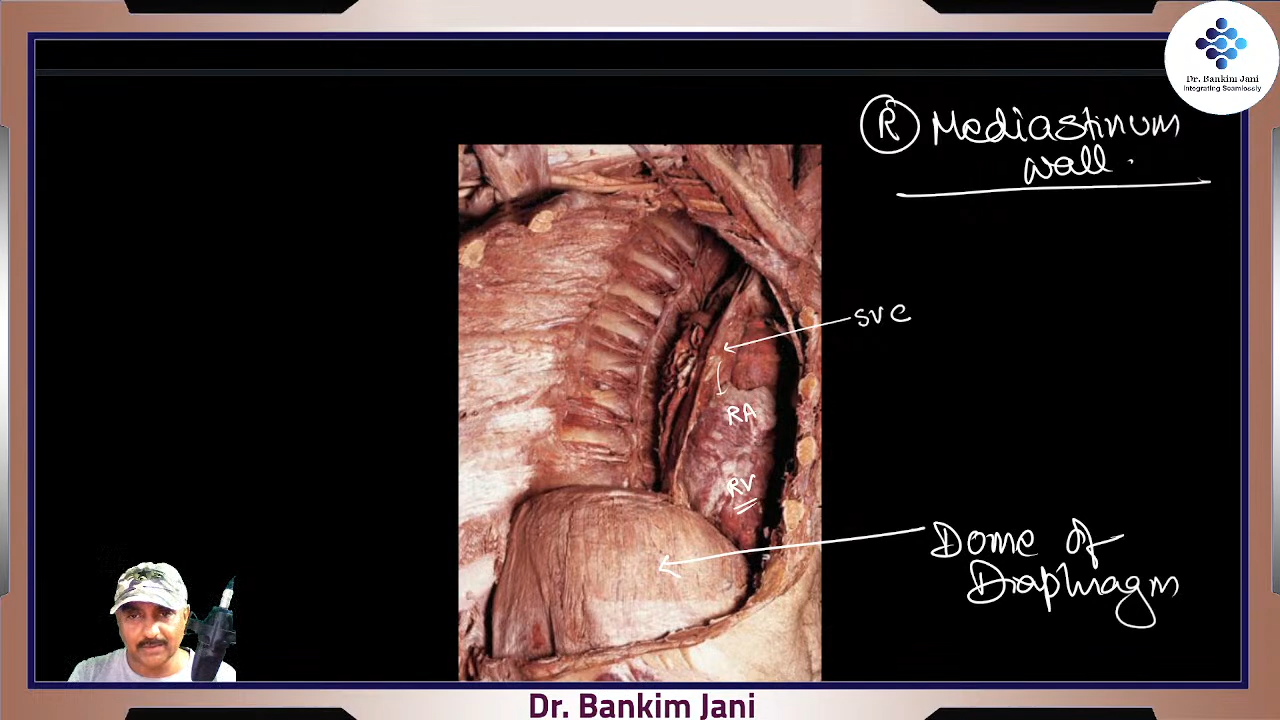 Dr. Bankim Jani
Integrating Seamlessly
R Mediastinum
wall.
SVC
RA
RV
Dome of
Diaphragm
Dr. Bankim Jani